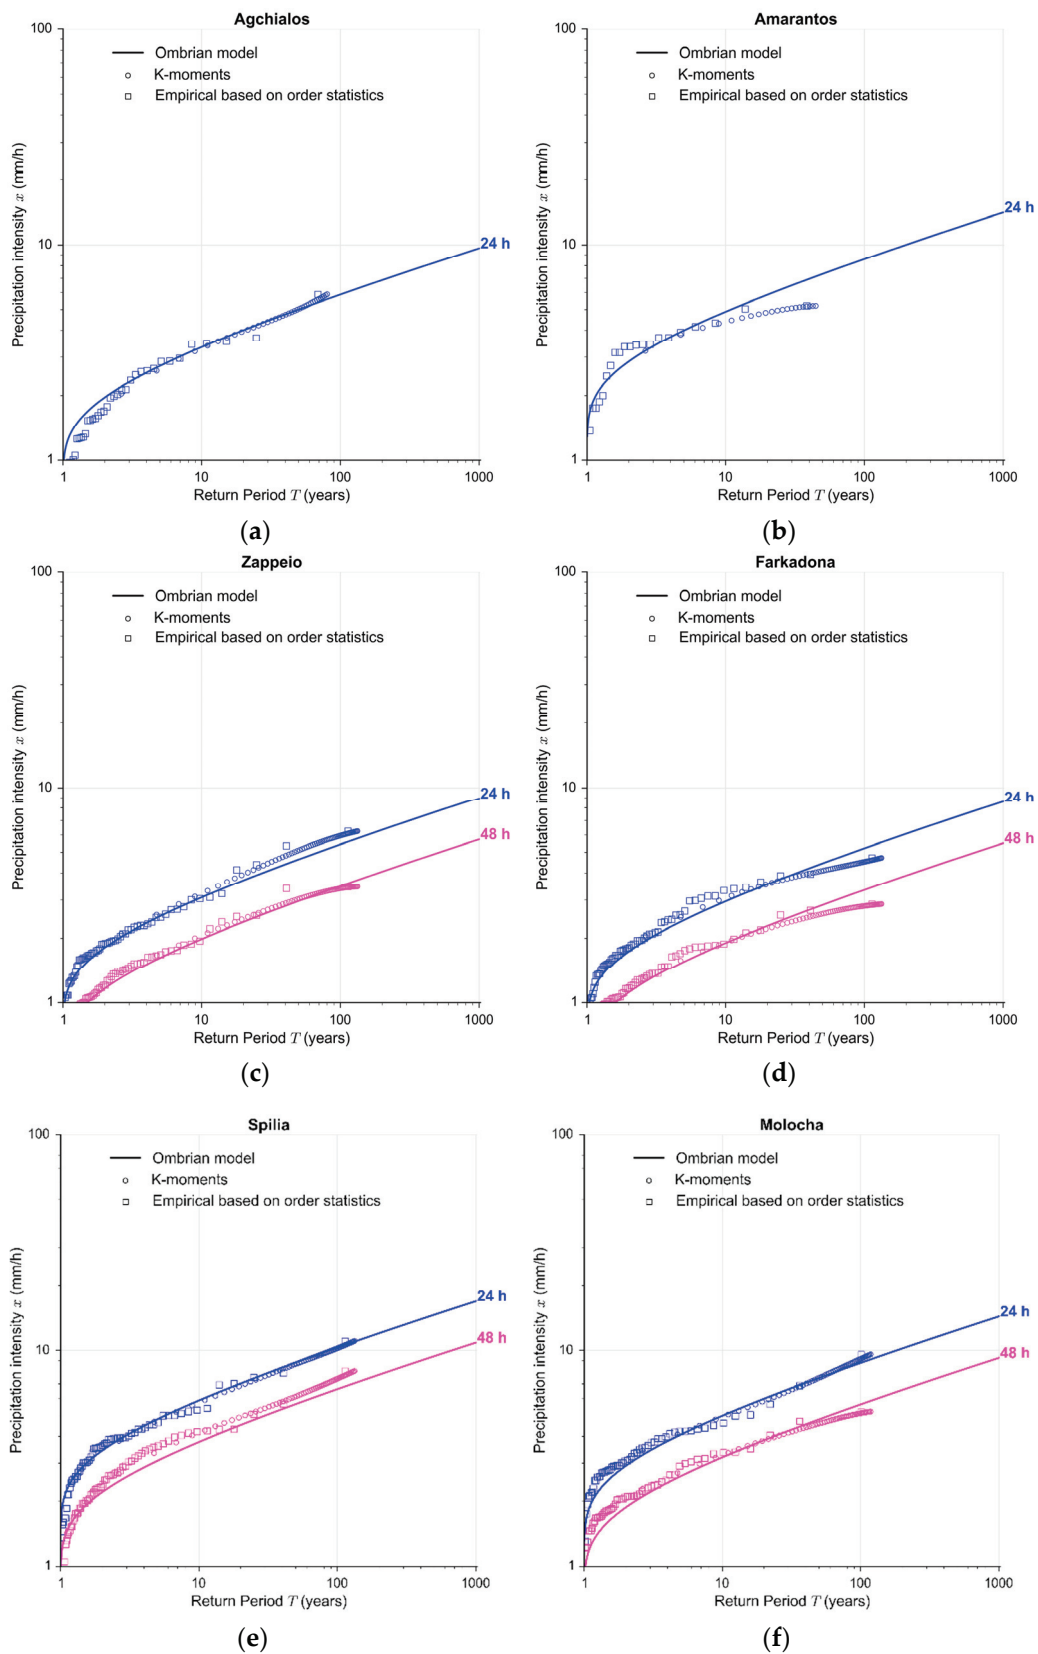 Agchialos
100
Ombrian model
K-moments
Empirical based on order statistics
Precipitation intensity x (mm/h)
10
24 h
1
1
10
100
1000
Return Period T (years)
(a)
Amarantos
100
Ombrian model
K-moments
Empirical based on order statistics
Precipitation intensity x (mm/h)
24 h
10
1
1
10
100
1000
Return Period T (years)
(b)
Zappeio
100
Ombrian model
K-moments
Empirical based on order statistics
Precipitation intensity x (mm/h)
10
24 h
48 h
1
1
10
100
1000
Return Period T (years)
(c)
Farkadona
100
Ombrian model
K-moments
Empirical based on order statistics
Precipitation intensity x (mm/h)
10
24 h
48 h
1
1
10
100
1000
Return Period T (years)
(d)
Spilia
100
Ombrian model
K-moments
Empirical based on order statistics
Precipitation intensity x (mm/h)
24 h
48 h
10
1
1
10
100
1000
Return Period T (years)
(e)
Molocha
100
Ombrian model
K-moments
Empirical based on order statistics
Precipitation intensity x (mm/h)
24 h
10
48 h
1
1
10
100
1000
Return Period T (years)
(f)